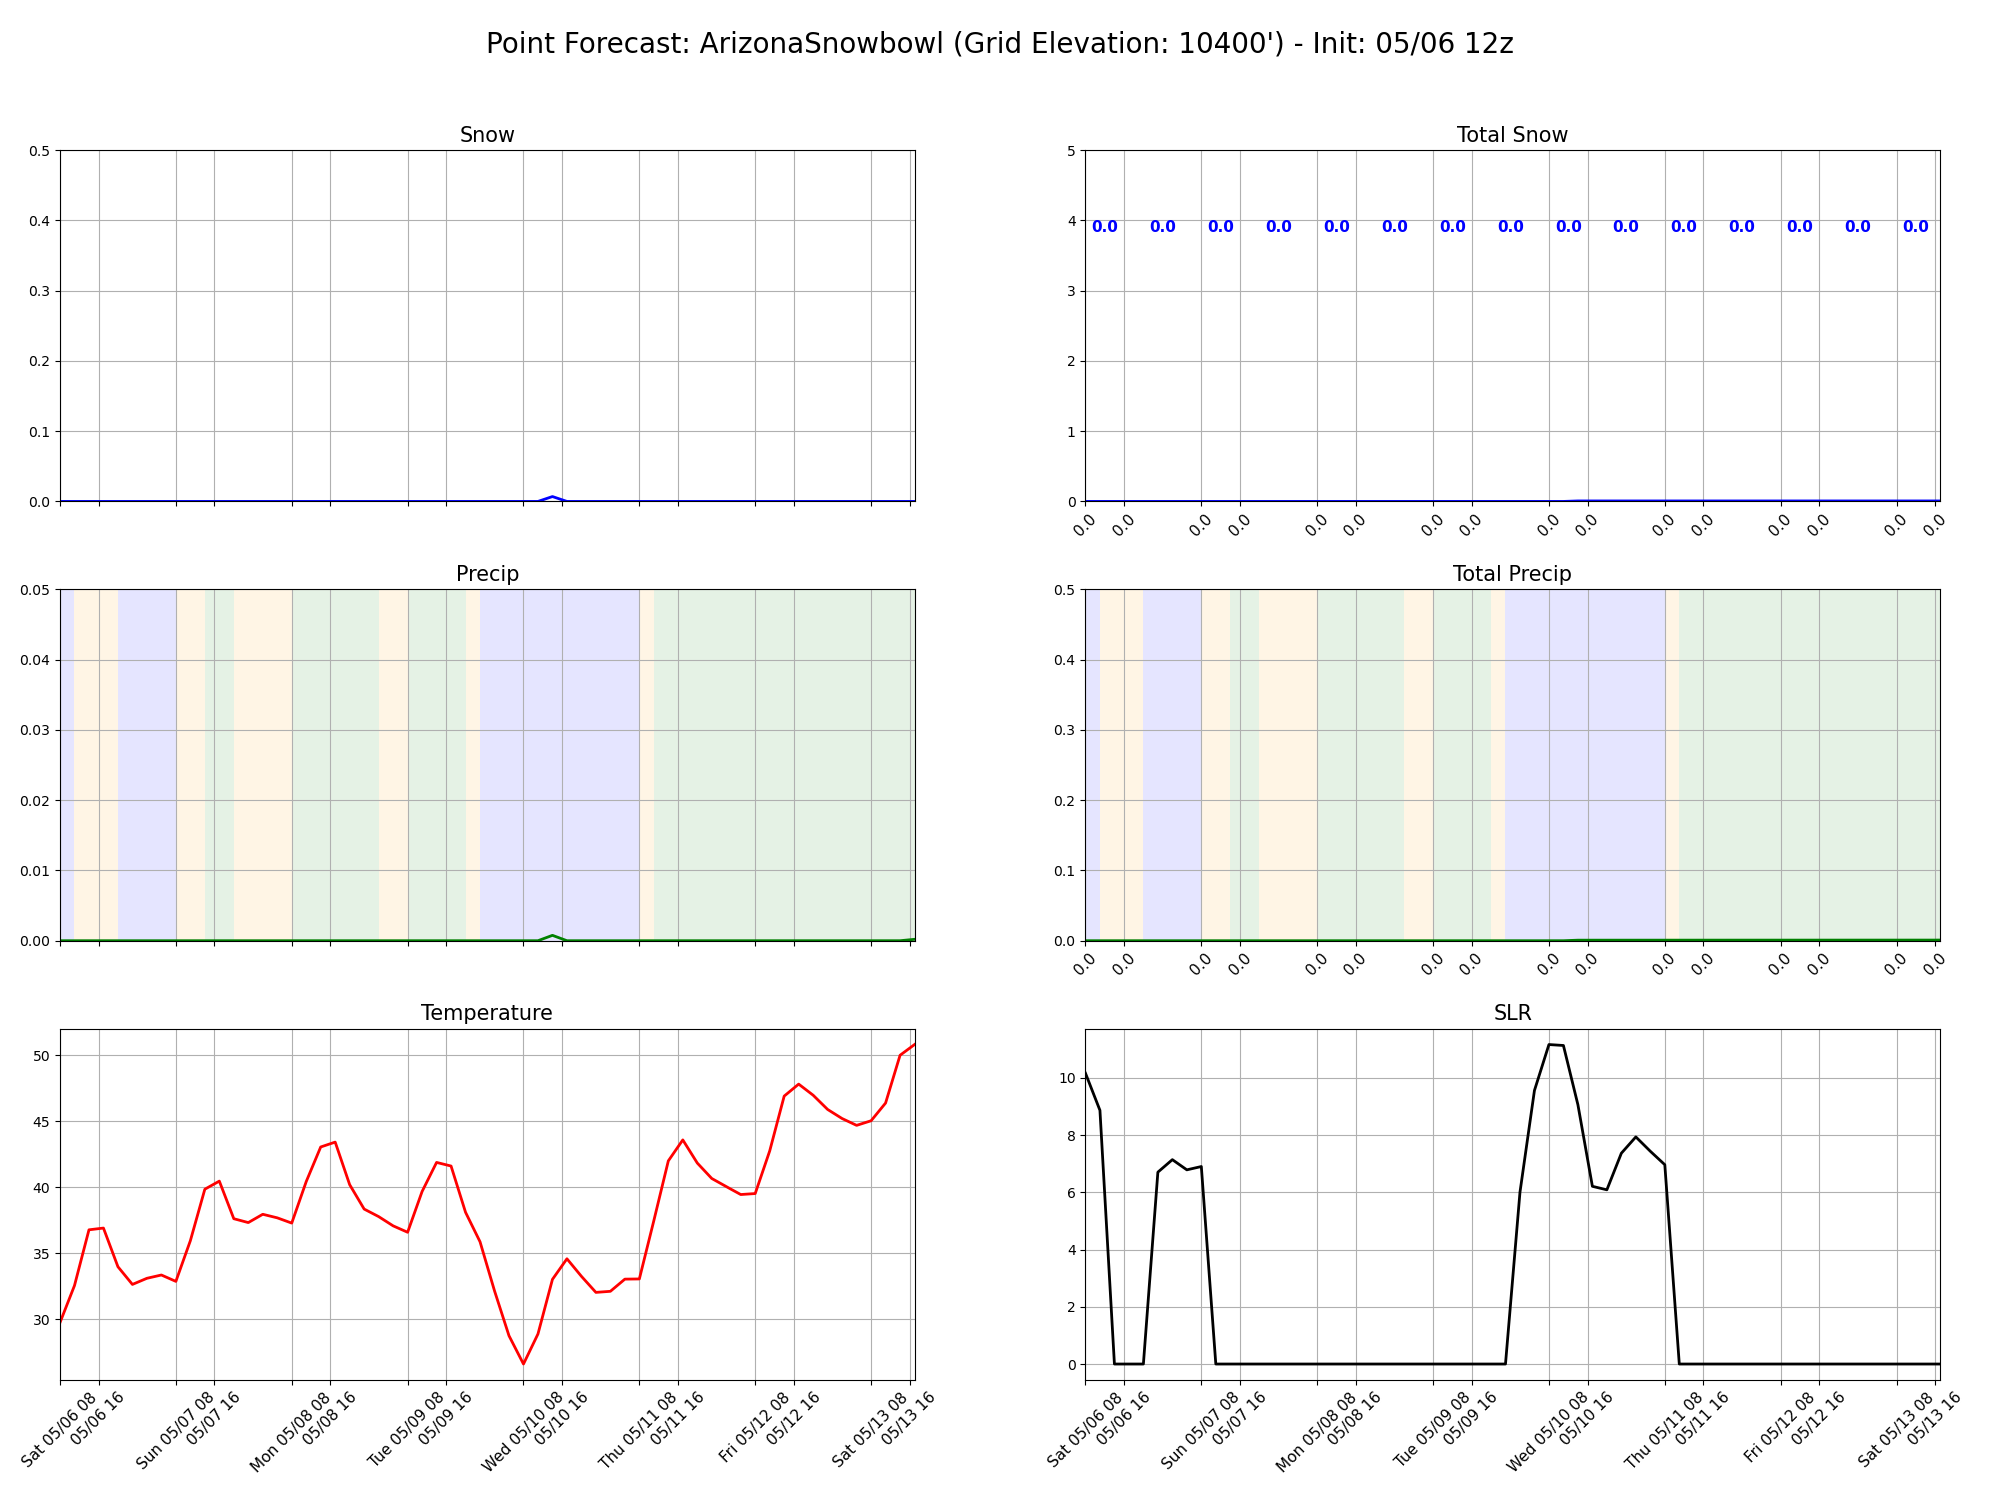 Point Forecast: ArizonaSnowbowl (Grid Elevation: 10400') - Init: 05/06 12z
Snow
0.5
0.4
0.3
0.2
0.1
0.0
Total Snow
5
4
3
2
1
0
0.0 0.0 0.0 0.0 0.0 0.0 0.0 0.0 0.0 0.0 0.0 0.0 0.0 0.0 0.0
0.0 0.0 0.0 0.0 0.0 0.0 0.0 0.0 0.0 0.0 0.0 0.0 0.0 0.0 0.0 0.0
Precip
0.05
0.04
0.03
0.02
0.01
0.00
Total Precip
0.5
0.4
0.3
0.2
0.1
0.0
0.0 0.0 0.0 0.0 0.0 0.0 0.0 0.0 0.0 0.0 0.0 0.0 0.0 0.0 0.0 0.0
Temperature
50
45
40
35
30
Sat 05/06 08
05/06 16
Sun 05/07 08
05/07 16
Mon 05/08 08
05/08 16
Tue 05/09 08
05/09 16
Wed 05/10 08
05/10 16
Thu 05/11 08
05/11 16
Fri 05/12 08
05/12 16
Sat 05/13 08
05/13 16
SLR
10
8
6
4
2
0
Sat 05/06 08
05/06 16
Sun 05/07 08
05/07 16
Mon 05/08 08
05/08 16
Tue 05/09 08
05/09 16
Wed 05/10 08
05/10 16
Thu 05/11 08
05/11 16
Fri 05/12 08
05/12 16
Sat 05/13 08
05/13 16